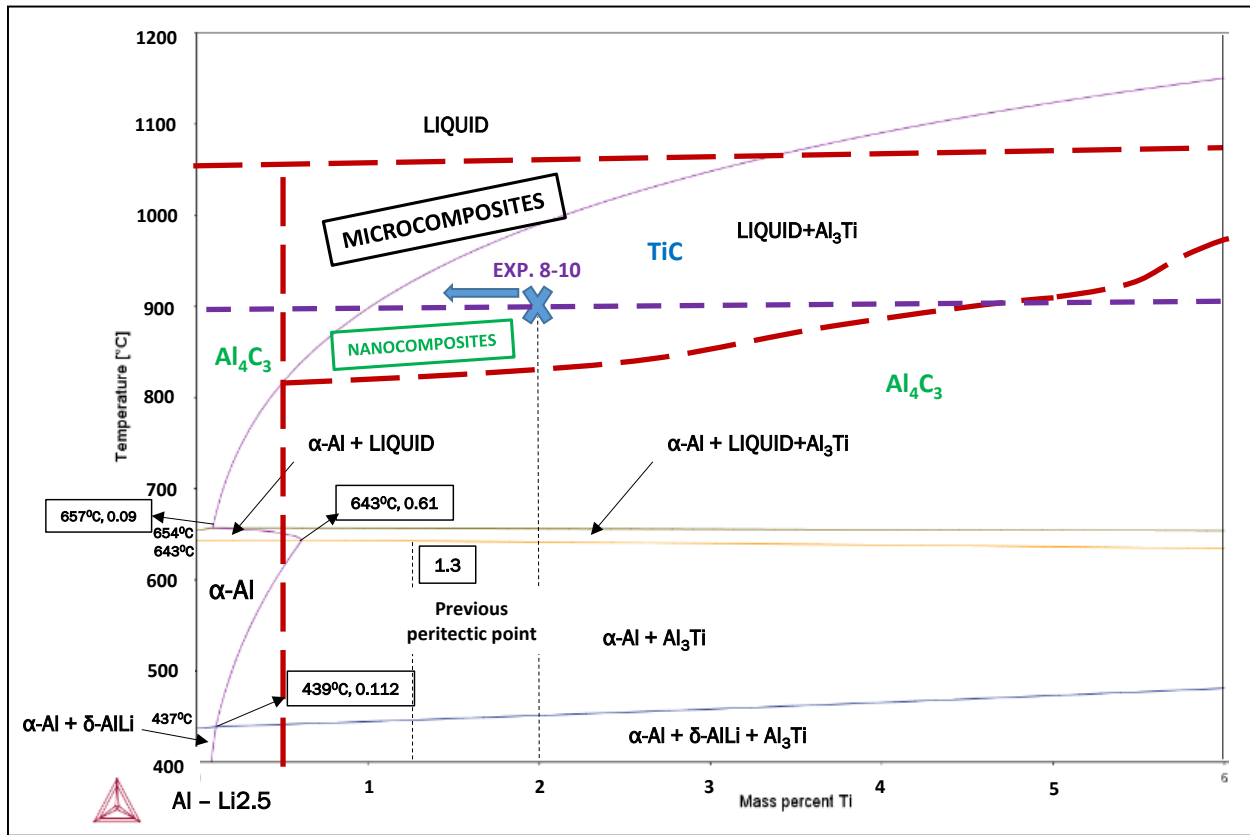 1200
1100
1000
900
800
700
600
500
400
Temperature [°C]
LIQUID
MICROCOMPOSITES
LIQUID+Al₃Ti
TiC
EXP. 8-10
NANOCOMPOSITES
Al₄C₃
Al₄C₃
α-Al + LIQUID
α-Al + LIQUID+Al₃Ti
657⁰C, 0.09
643⁰C, 0.61
654⁰C
643⁰C
1.3
α-Al
Previous
peritectic point
α-Al + Al₃Ti
439⁰C, 0.112
437⁰C
α-Al + δ-AlLi
α-Al + δ-AlLi + Al₃Ti
1
2
3
4
5
6
Al – Li2.5
Mass percent Ti